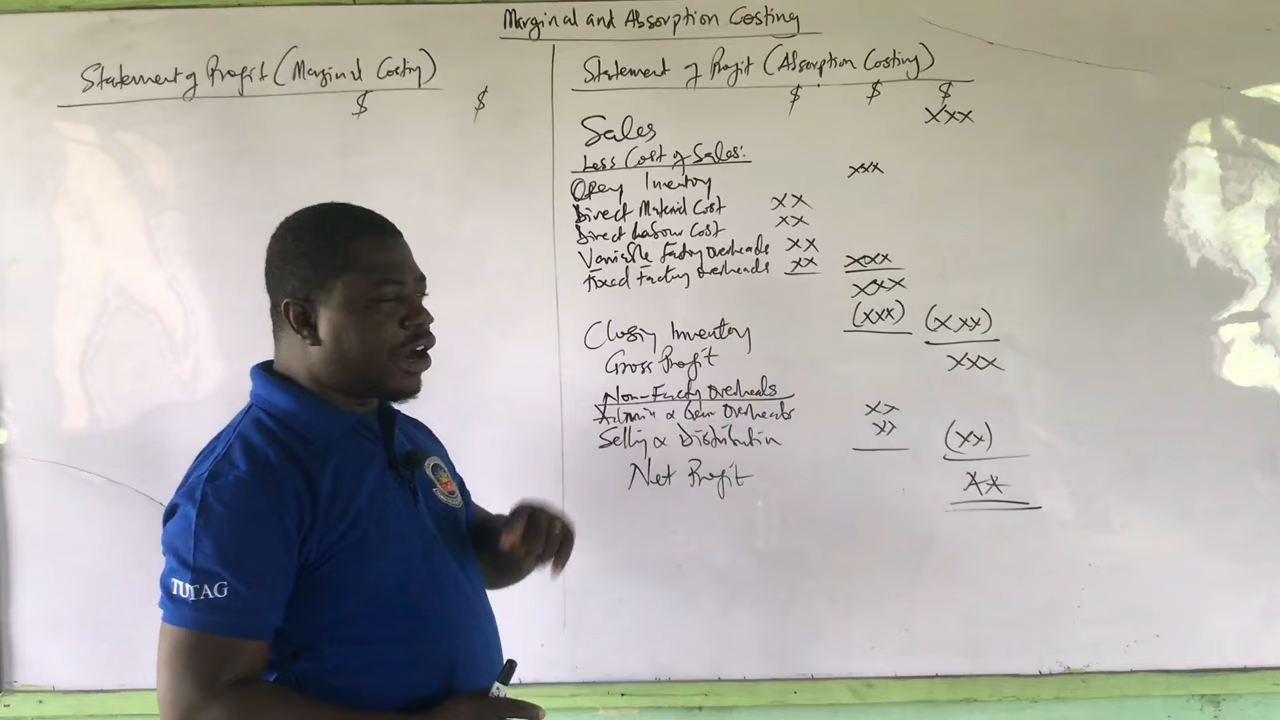 Marginal and Absorption Costing
Statement of Profit (Marginal Costing)
$ $
Statement of Profit (Absorption Costing)
$ $ $
Sales XXX
Less Cost of Sales:
Opening Inventory XXX
Direct Material Cost XX
Direct Labour Cost XX
Variable Factory overheads XX
Fixed Factory overheads XX XXX
XXX
Closing Inventory (XXX) (XXX)
Gross Profit XXX
Non-Factory Overheads
Admin & Gen Overheads XX
Selling & Distribution XX (XX)
Net Profit XX
TUTAG